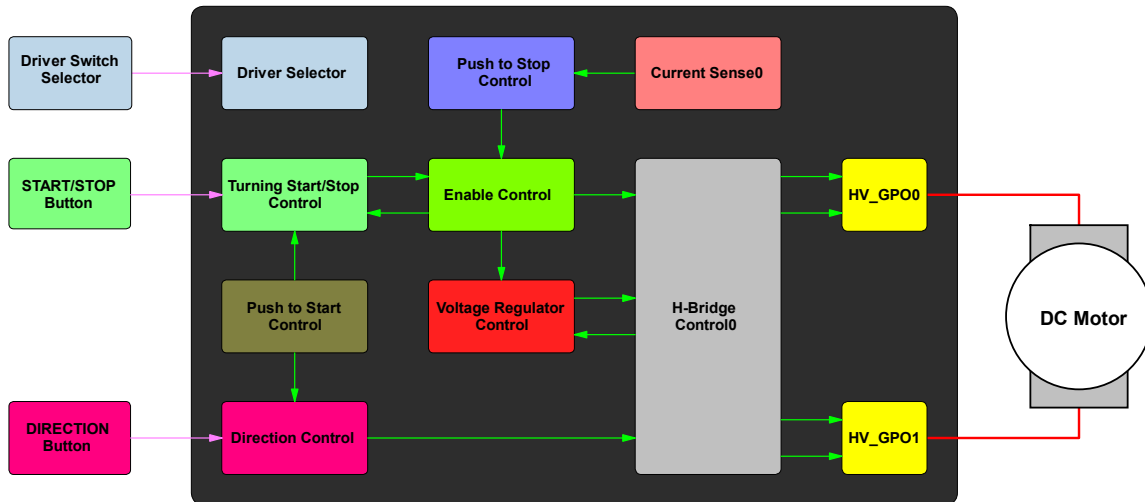 Driver Switch
Selector
Driver Selector
Push to Stop
Control
Current Sense0
START/STOP
Button
Turning Start/Stop
Control
Enable Control
HV_GPO0
Push to Start
Control
Voltage Regulator
Control
H-Bridge
Control0
DC Motor
DIRECTION
Button
Direction Control
HV_GPO1